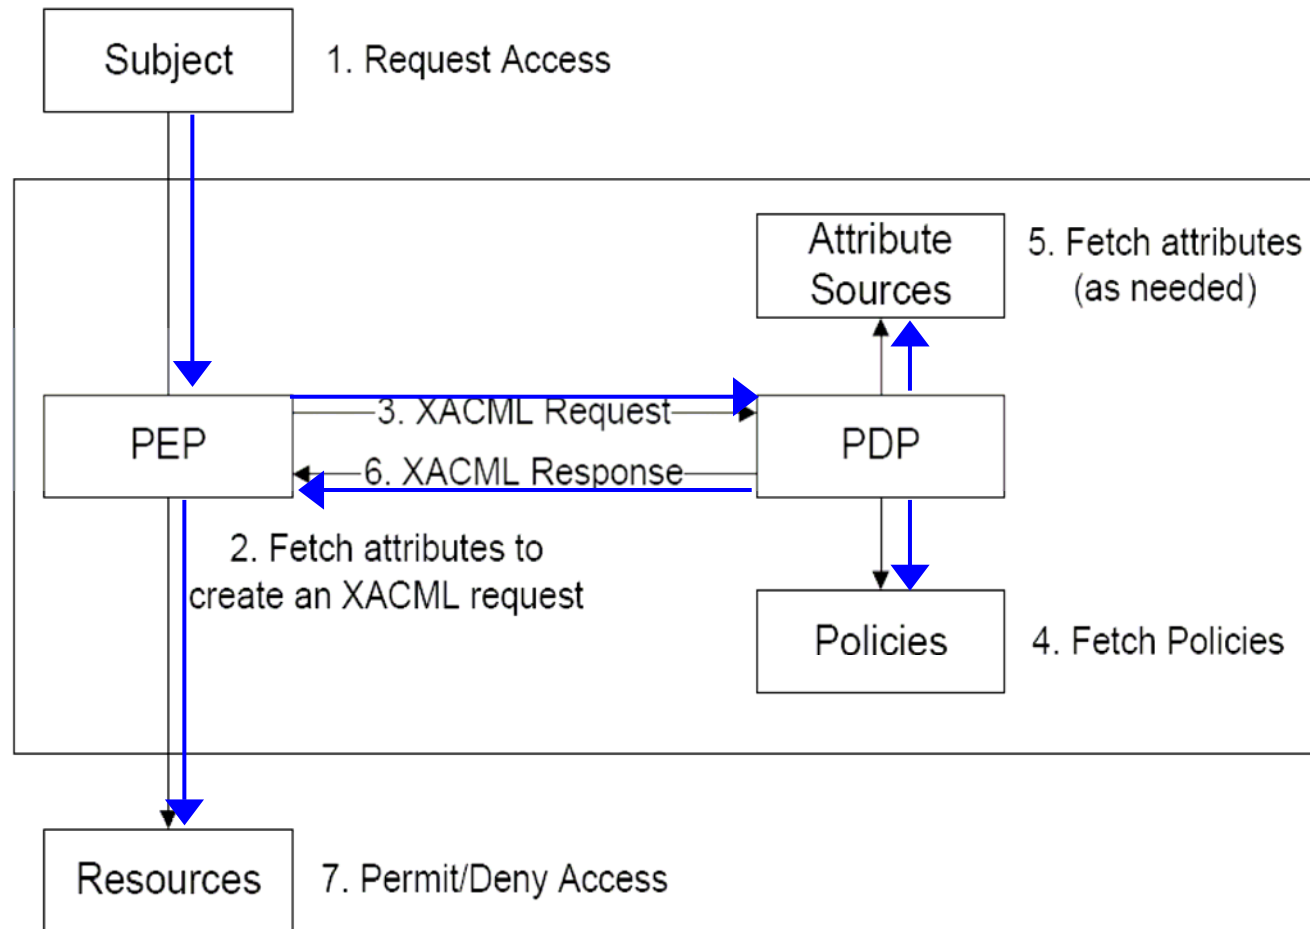 Subject
1. Request Access
Attribute
Sources
5. Fetch attributes
(as needed)
PEP
3. XACML Request
6. XACML Response
PDP
2. Fetch attributes to
create an XACML request
Policies
4. Fetch Policies
Resources
7. Permit/Deny Access